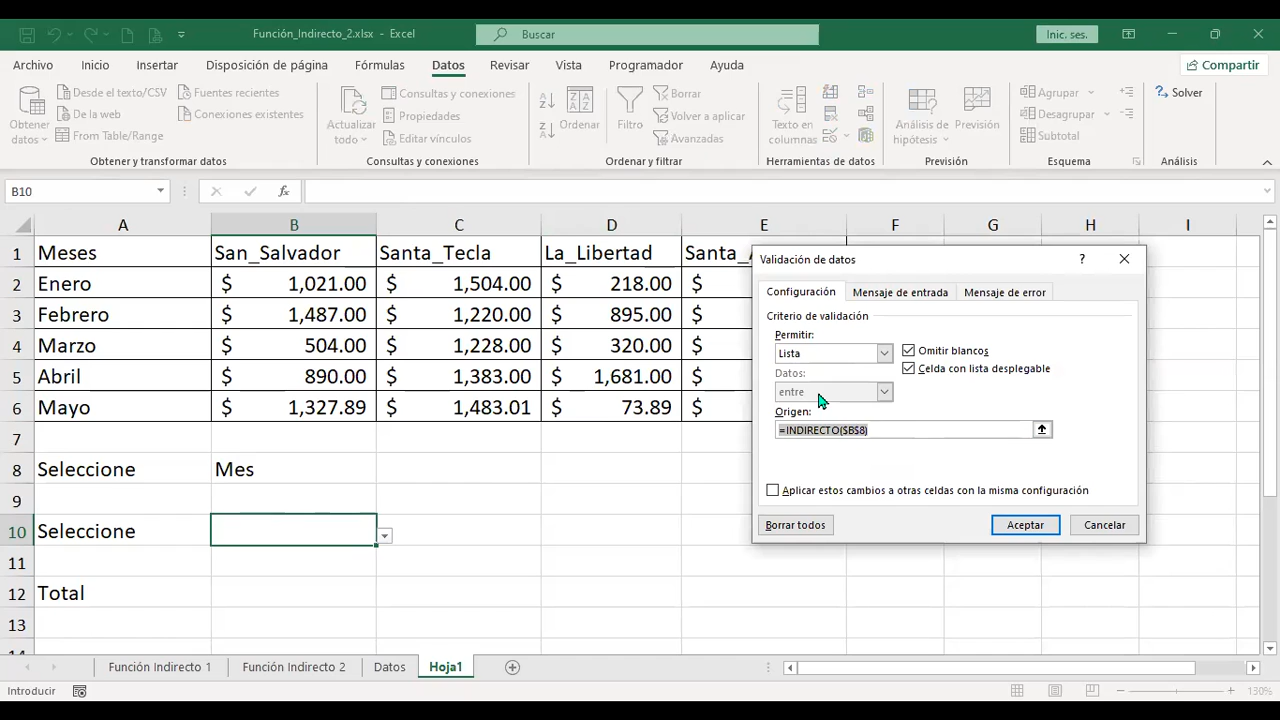 Función_Indirecto_2.xlsx - Excel
Buscar
Inic. ses.
Archivo Inicio Insertar Disposición de página Fórmulas Datos Revisar Vista Programador Ayuda Compartir
Obtener datos
Desde el texto/CSV
De la web
From Table/Range
Fuentes recientes
Conexiones existentes
Obtener y transformar datos
Actualizar todo
Consultas y conexiones
Propiedades
Editar vínculos
Consultas y conexiones
Ordenar
Filtro
Borrar
Volver a aplicar
Avanzadas
Ordenar y filtrar
Texto en columnas
Herramientas de datos
Análisis de hipótesis
Previsión
Previsión
Agrupar
Desagrupar
Subtotal
Esquema
Solver
Análisis
B10 fx
A B C D E F G H I
1 Meses San_Salvador Santa_Tecla La_Libertad Santa_
2 Enero $ 1,021.00 $ 1,504.00 $ 218.00 $
3 Febrero $ 1,487.00 $ 1,220.00 $ 895.00 $
4 Marzo $ 504.00 $ 1,228.00 $ 320.00 $
5 Abril $ 890.00 $ 1,383.00 $ 1,681.00 $
6 Mayo $ 1,327.89 $ 1,483.01 $ 73.89 $
7
8 Seleccione Mes
9
10 Seleccione
11
12 Total
13
Validación de datos ?
Configuración Mensaje de entrada Mensaje de error
Criterio de validación
Permitir:
Lista
Omitir blancos
Datos:
Celda con lista desplegable
entre
Origen:
=INDIRECTO($B$8)
Aplicar estos cambios a otras celdas con la misma configuración
Borrar todos Aceptar Cancelar
Función Indirecto 1 Función Indirecto 2 Datos Hoja1
Introducir 130%